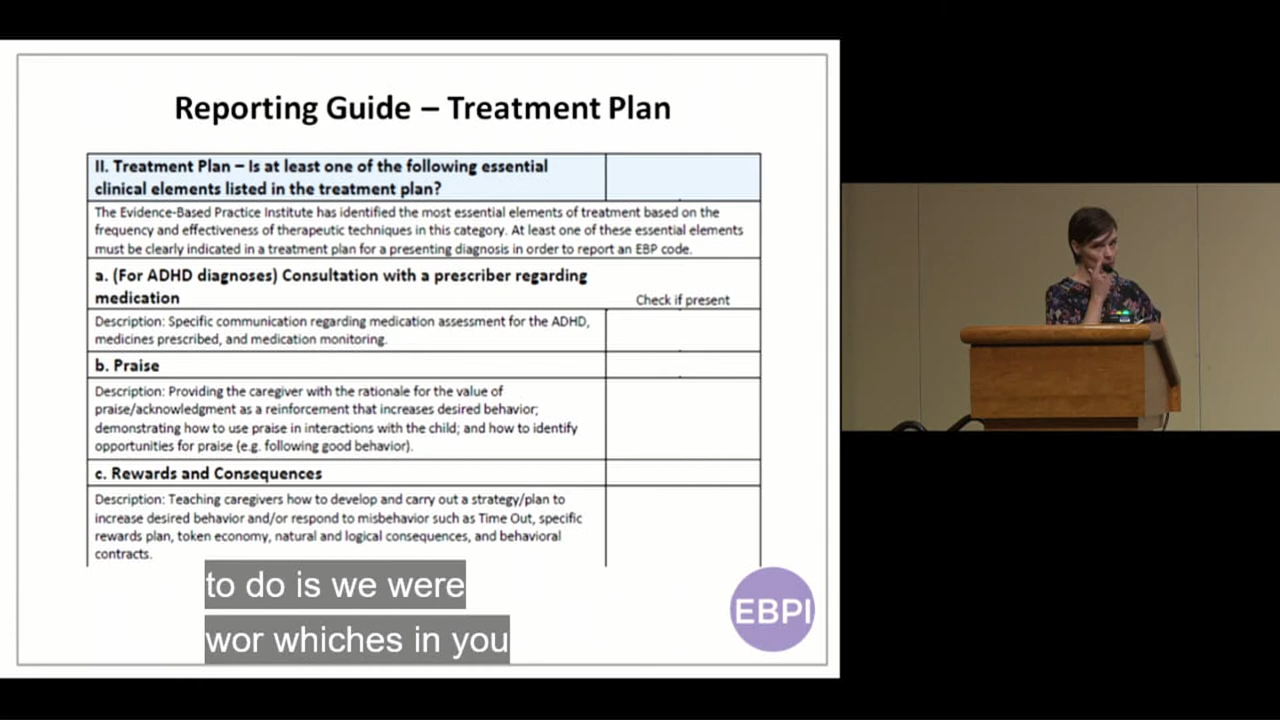 Reporting Guide – Treatment Plan
II. Treatment Plan – Is at least one of the following essential
clinical elements listed in the treatment plan?
The Evidence-Based Practice Institute has identified the most essential elements of treatment based on the
frequency and effectiveness of therapeutic techniques in this category. At least one of these essential elements
must be clearly indicated in a treatment plan for a presenting diagnosis in order to report an EBP code.
a. (For ADHD diagnoses) Consultation with a prescriber regarding
medication
Check if present
Description: Specific communication regarding medication assessment for the ADHD,
medicines prescribed, and medication monitoring.
b. Praise
Description: Providing the caregiver with the rationale for the value of
praise/acknowledgment as a reinforcement that increases desired behavior;
demonstrating how to use praise in interactions with the child; and how to identify
opportunities for praise (e.g. following good behavior).
c. Rewards and Consequences
Description: Teaching caregivers how to develop and carry out a strategy/plan to
increase desired behavior and/or respond to misbehavior such as Time Out, specific
rewards plan, token economy, natural and logical consequences, and behavioral
contracts.
to do is we were
wor whiches in you
EBPI